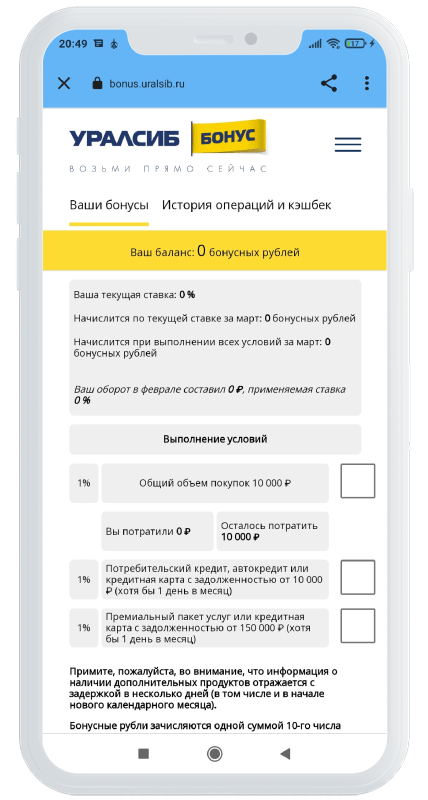 20:49
17
bonus.uralsib.ru
УРАЛСИБ БОНУС
ВОЗЬМИ ПРЯМО СЕЙЧАС
Ваши бонусы История операций и кэшбек
Ваш баланс: 0 бонусных рублей
Ваша текущая ставка: 0 %
Начислится по текущей ставке за март: 0 бонусных рублей
Начислится при выполнении всех условий за март: 0
бонусных рублей
Ваш оборот в феврале составил 0 ₽, применяемая ставка
0 %
Выполнение условий
1% Общий объем покупок 10 000 ₽
Вы потратили 0 ₽
Осталось потратить
10 000 ₽
1%
Потребительский кредит, автокредит или
кредитная карта с задолженностью от 10 000
₽ (хотя бы 1 день в месяц)
1%
Премиальный пакет услуг или кредитная
карта с задолженностью от 150 000 ₽ (хотя
бы 1 день в месяц)
Примите, пожалуйста, во внимание, что информация о
наличии дополнительных продуктов отражается с
задержкой в несколько дней (в том числе и в начале
нового календарного месяца).
Бонусные рубли зачисляются одной суммой 10-го числа